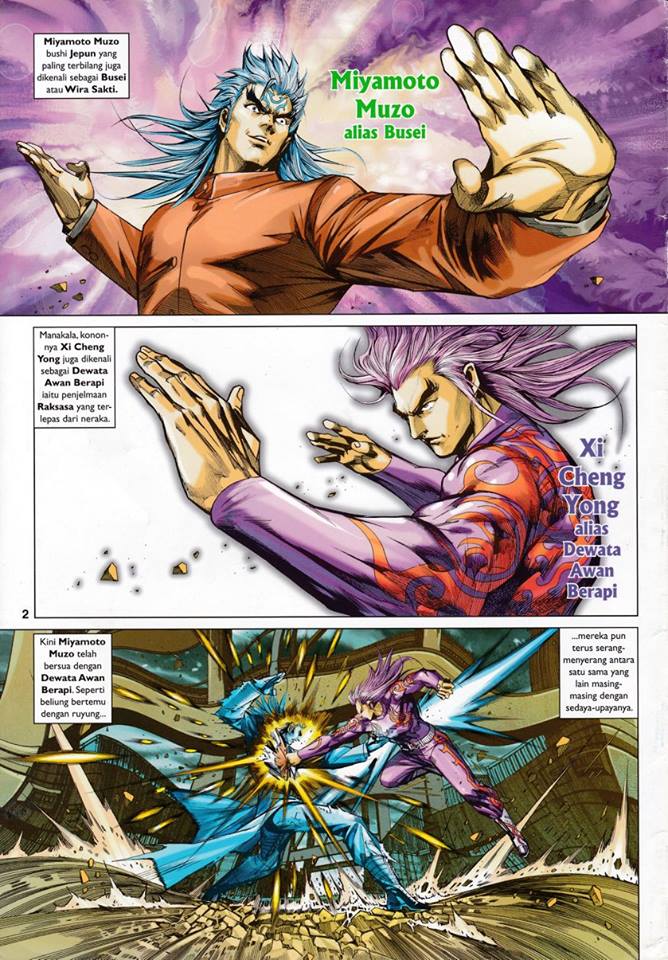 Miyamoto Muzo
bushi Jepun yang
paling terbilang juga
dikenali sebagai Busei
atau Wira Sakti.
Miyamoto
Muzo
alias Busei
Manakala, konon-
nya Xi Cheng
Yong juga dikenali
sebagai Dewata
Awan Berapi
iaitu penjelmaan
Raksasa yang ter-
lepas dari neraka.
Xi
Cheng
Yong
alias
Dewata
Awan
Berapi
2
Kini Miyamoto
Muzo telah
bersua dengan
Dewata Awan
Berapi. Seperti
beliung bertemu
dengan ruyung...
...mereka pun
terus serang-
menyerang antara
satu sama yang
lain masing-
masing dengan
sedaya-upayanya.